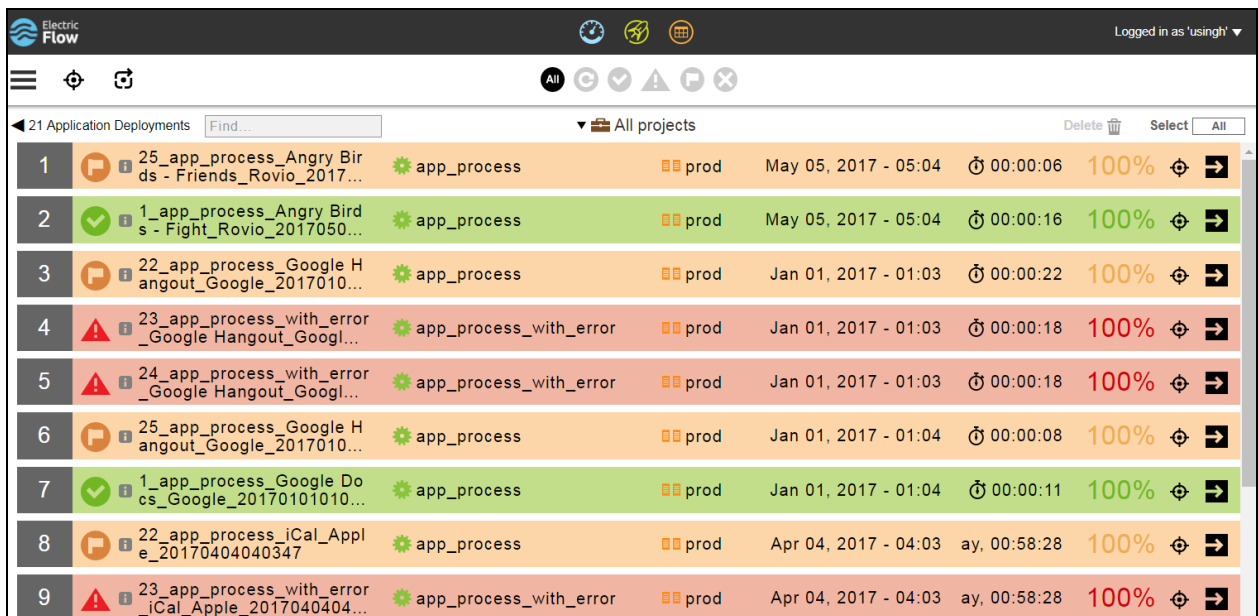 Electric
Flow
Logged in as 'usingh' ▼
All
21 Application Deployments Find... ▼ All projects Delete Select All
1 25_app_process_Angry Bir
ds - Friends_Rovio_2017... app_process prod May 05, 2017 - 05:04 00:00:06 100%
2 1_app_process_Angry Bird
s - Fight_Rovio_2017050... app_process prod May 05, 2017 - 05:04 00:00:16 100%
3 22_app_process_Google H
angout_Google_2017010... app_process prod Jan 01, 2017 - 01:03 00:00:22 100%
4 23_app_process_with_error
_Google Hangout_Googl... app_process_with_error prod Jan 01, 2017 - 01:03 00:00:18 100%
5 24_app_process_with_error
_Google Hangout_Googl... app_process_with_error prod Jan 01, 2017 - 01:03 00:00:18 100%
6 25_app_process_Google H
angout_Google_2017010... app_process prod Jan 01, 2017 - 01:04 00:00:08 100%
7 1_app_process_Google Do
cs_Google_20170101010... app_process prod Jan 01, 2017 - 01:04 00:00:11 100%
8 22_app_process_iCal_Appl
e_20170404040347 app_process prod Apr 04, 2017 - 04:03 ay, 00:58:28 100%
9 23_app_process_with_error
_iCal_Apple_2017040404... app_process_with_error prod Apr 04, 2017 - 04:03 ay, 00:58:28 100%